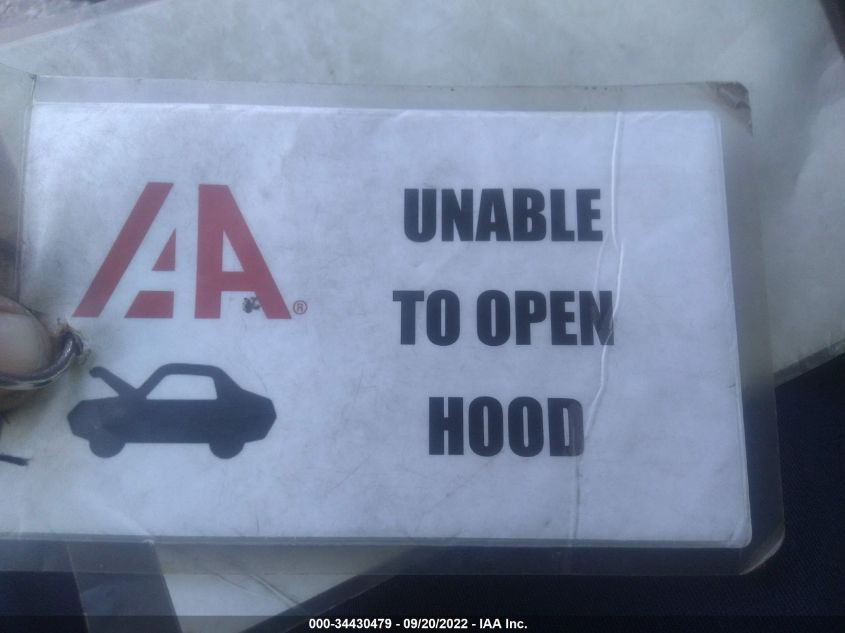 IAA®
UNABLE
TO OPEN
HOOD
000-34430479 - 09/20/2022 - IAA Inc.